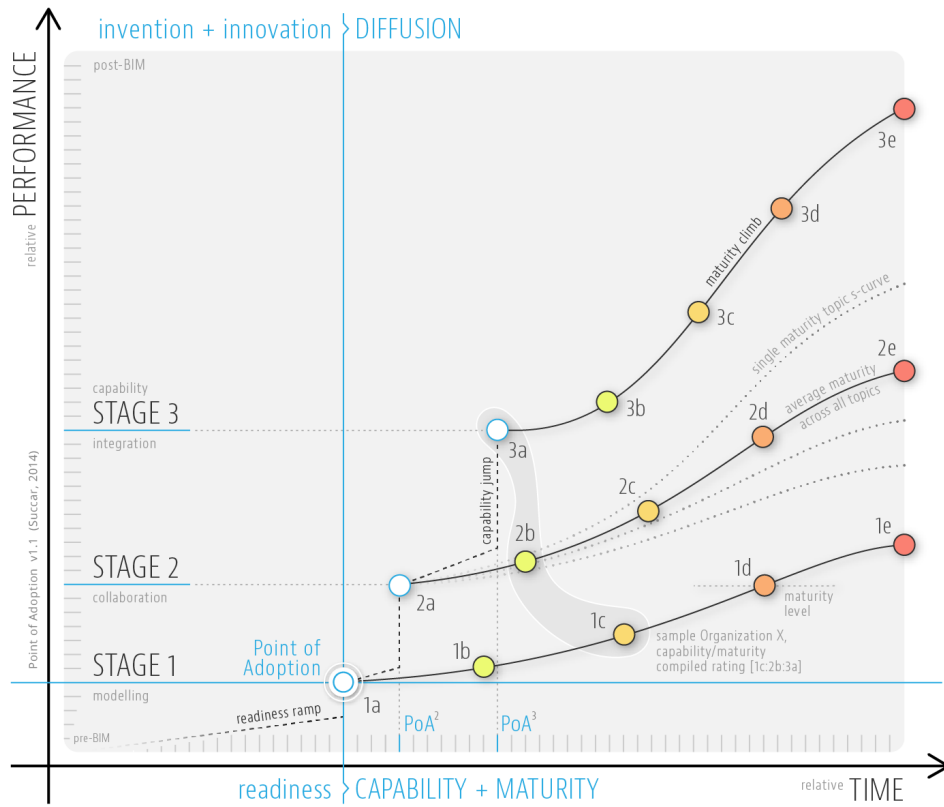 invention + innovation DIFFUSION
relative PERFORMANCE
post-BIM
3e
3d
maturity climb
3c
single maturity topic s-curve
2e
average maturity
across all topics
capability
STAGE 3
integration
3b
3a
2d
capability jump
2c
2b
1e
STAGE 2
collaboration
2a
1d
maturity
level
1c
sample Organization X,
capability/maturity
compiled rating [1c:2b:3a]
Point of
Adoption
1b
STAGE 1
modelling
1a
readiness ramp
PoA²
PoA³
pre-BIM
Point of Adoption v1.1 (Succar, 2014)
readiness CAPABILITY + MATURITY
relative TIME